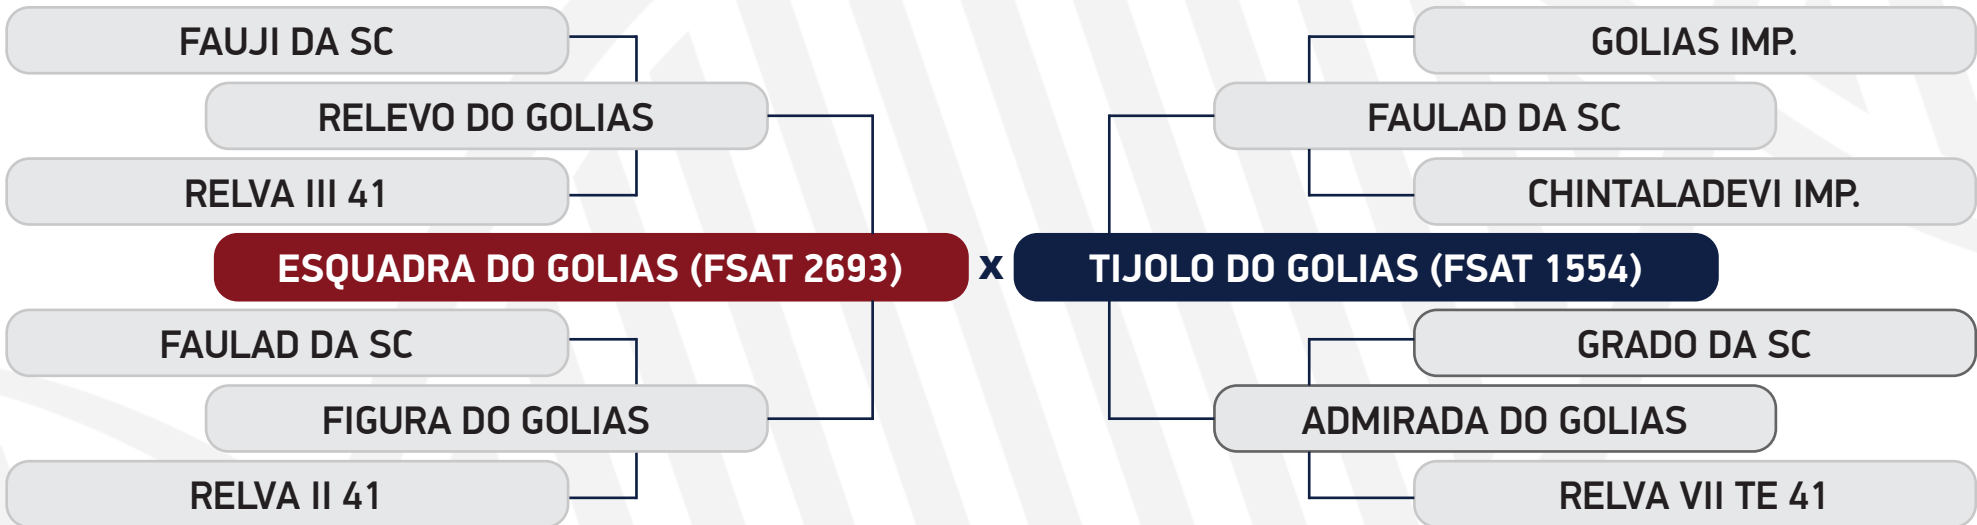 FAUJI DA SC
GOLIAS IMP.
RELEVO DO GOLIAS
FAULAD DA SC
RELVA III 41
CHINTALADEVI IMP.
ESQUADRA DO GOLIAS (FSAT 2693) x TIJOLO DO GOLIAS (FSAT 1554)
FAULAD DA SC
GRADO DA SC
FIGURA DO GOLIAS
ADMIRADA DO GOLIAS
RELVA II 41
RELVA VII TE 41